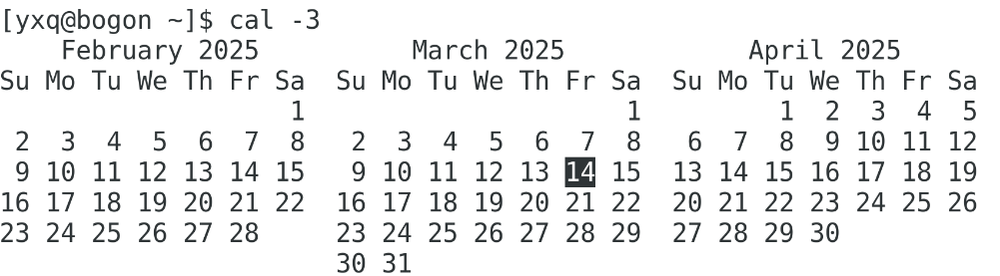 [yxq@bogon ~]$ cal -3
    February 2025          March 2025            April 2025
Su Mo Tu We Th Fr Sa  Su Mo Tu We Th Fr Sa  Su Mo Tu We Th Fr Sa
                   1                     1         1  2  3  4  5
 2  3  4  5  6  7  8   2  3  4  5  6  7  8   6  7  8  9 10 11 12
 9 10 11 12 13 14 15   9 10 11 12 13 14 15  13 14 15 16 17 18 19
16 17 18 19 20 21 22  16 17 18 19 20 21 22  20 21 22 23 24 25 26
23 24 25 26 27 28     23 24 25 26 27 28 29  27 28 29 30
                      30 31